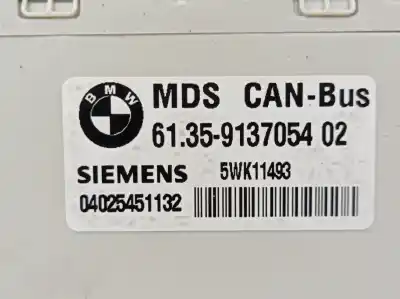 BMW
MDS CAN-Bus
61.35-9137054 02
SIEMENS 5WK11493
04025451132